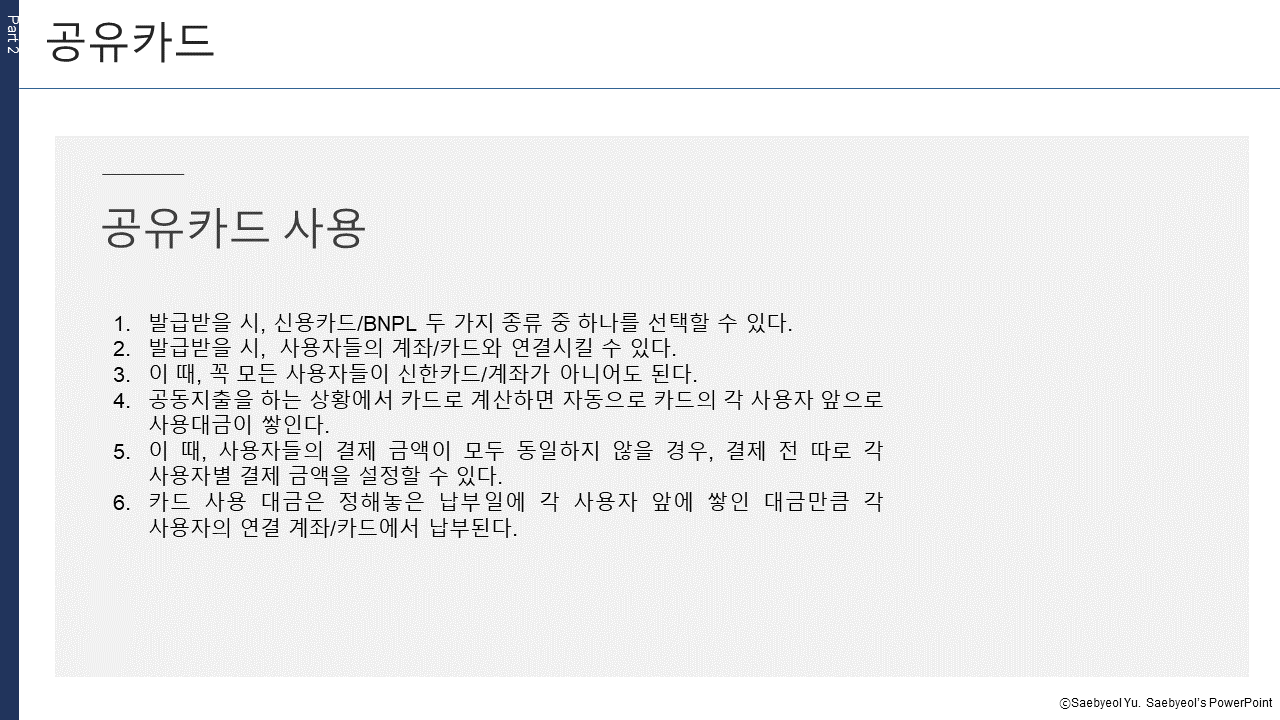 Part 2
공유카드
공유카드 사용
1. 발급받을 시, 신용카드/BNPL 두 가지 종류 중 하나를 선택할 수 있다.
2. 발급받을 시, 사용자들의 계좌/카드와 연결시킬 수 있다.
3. 이 때, 꼭 모든 사용자들이 신한카드/계좌가 아니어도 된다.
4. 공동지출을 하는 상황에서 카드로 계산하면 자동으로 카드의 각 사용자 앞으로
사용대금이 쌓인다.
5. 이 때, 사용자들의 결제 금액이 모두 동일하지 않을 경우, 결제 전 따로 각
사용자별 결제 금액을 설정할 수 있다.
6. 카드 사용 대금은 정해놓은 납부일에 각 사용자 앞에 쌓인 대금만큼 각
사용자의 연결 계좌/카드에서 납부된다.
ⓒSaebyeol Yu. Saebyeol's PowerPoint